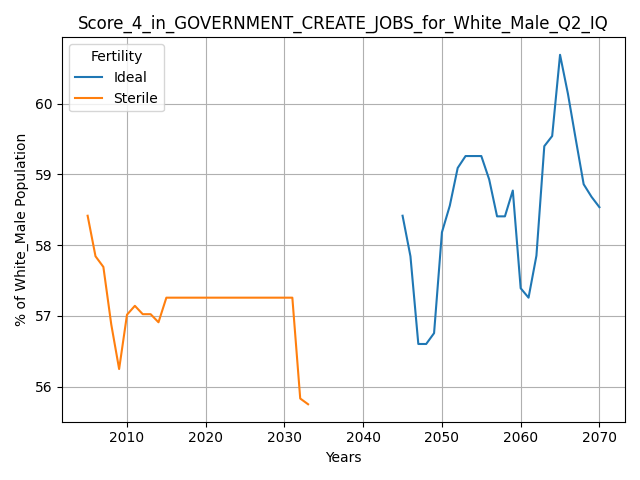 Score_4_in_GOVERNMENT_CREATE_JOBS_for_White_Male_Q2_IQ
Fertility
Ideal
Sterile
% of White_Male Population
60
59
58
57
56
2010 2020 2030 2040 2050 2060 2070
Years